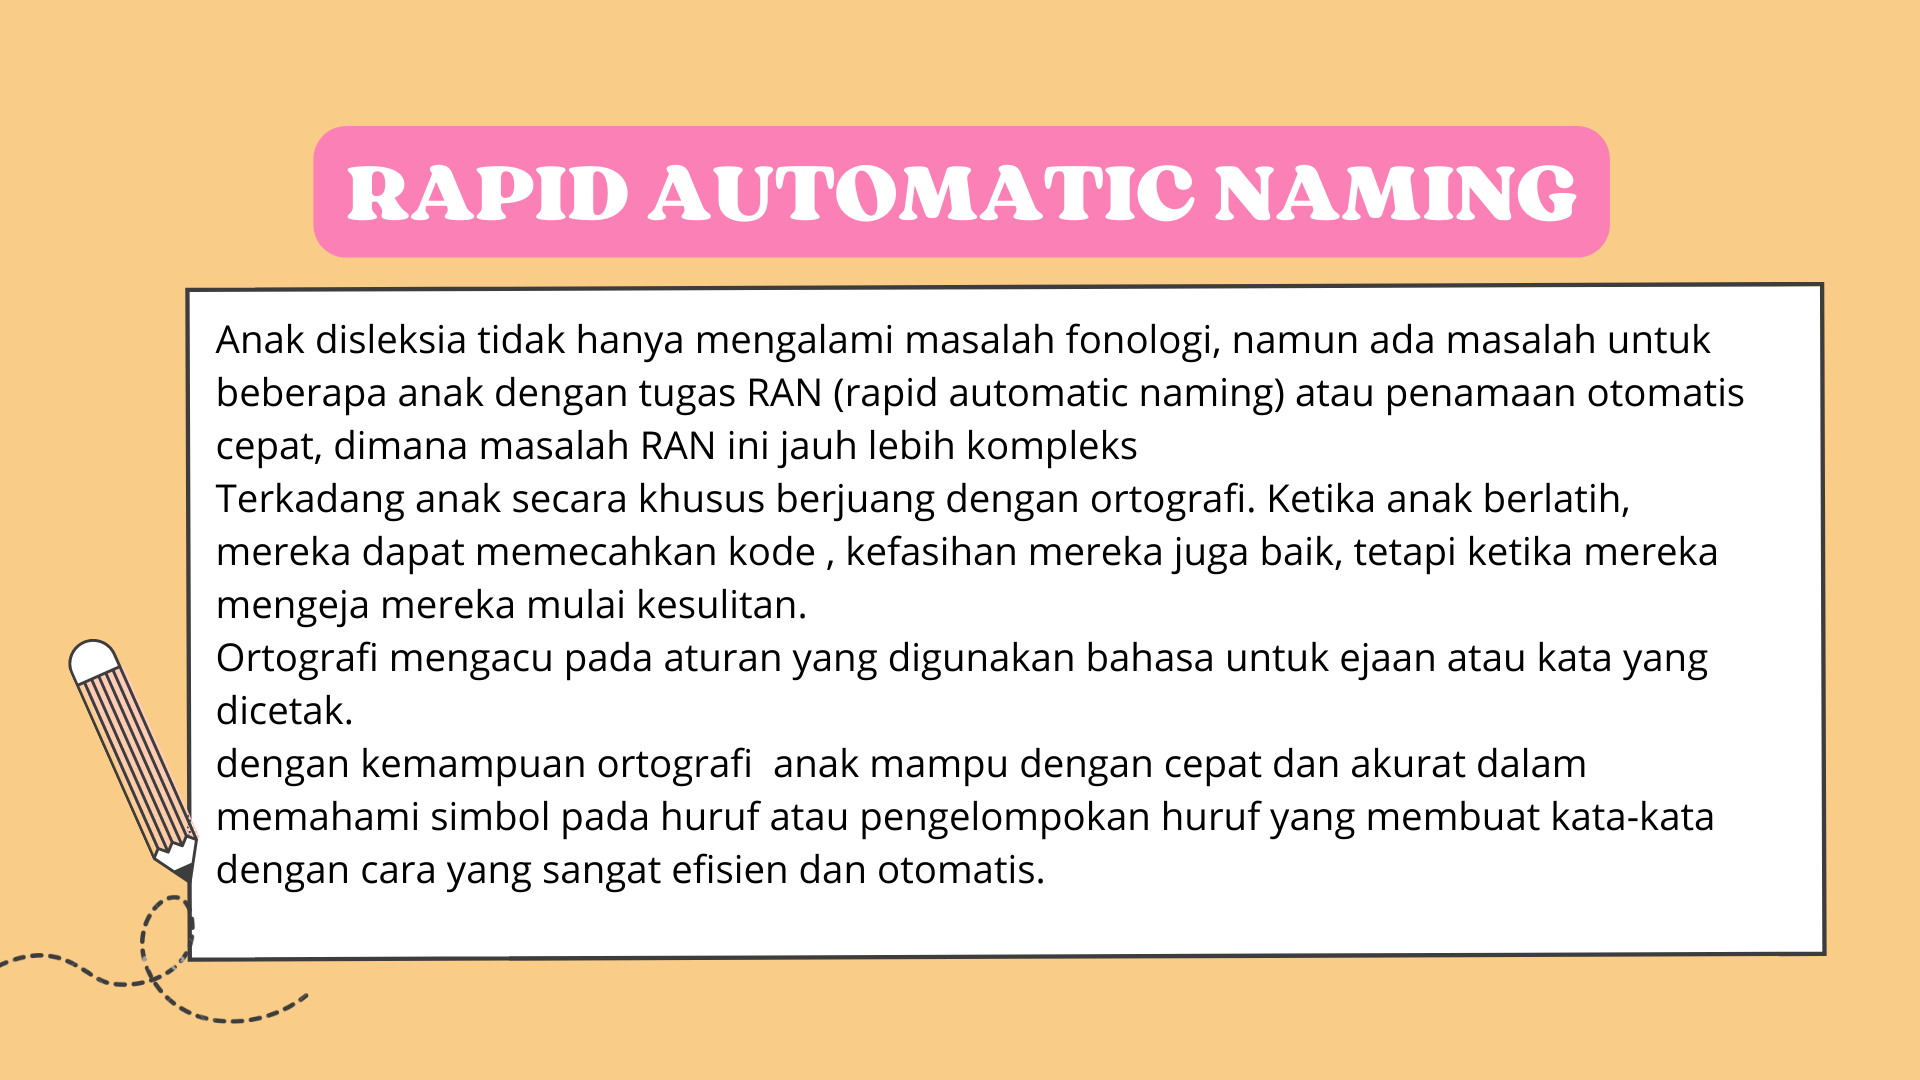 RAPID AUTOMATIC NAMING
Anak disleksia tidak hanya mengalami masalah fonologi, namun ada masalah untuk
beberapa anak dengan tugas RAN (rapid automatic naming) atau penamaan otomatis
cepat, dimana masalah RAN ini jauh lebih kompleks
Terkadang anak secara khusus berjuang dengan ortografi. Ketika anak berlatih,
mereka dapat memecahkan kode , kefasihan mereka juga baik, tetapi ketika mereka
mengeja mereka mulai kesulitan.
Ortografi mengacu pada aturan yang digunakan bahasa untuk ejaan atau kata yang
dicetak.
dengan kemampuan ortografi  anak mampu dengan cepat dan akurat dalam
memahami simbol pada huruf atau pengelompokan huruf yang membuat kata-kata
dengan cara yang sangat efisien dan otomatis.